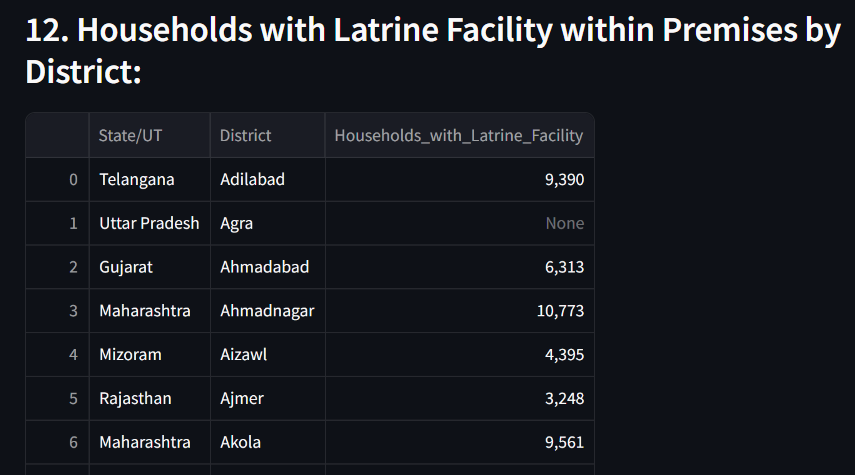 12. Households with Latrine Facility within Premises by
District:
State/UT District Households_with_Latrine_Facility
0 Telangana Adilabad 9,390
1 Uttar Pradesh Agra None
2 Gujarat Ahmadabad 6,313
3 Maharashtra Ahmadnagar 10,773
4 Mizoram Aizawl 4,395
5 Rajasthan Ajmer 3,248
6 Maharashtra Akola 9,561